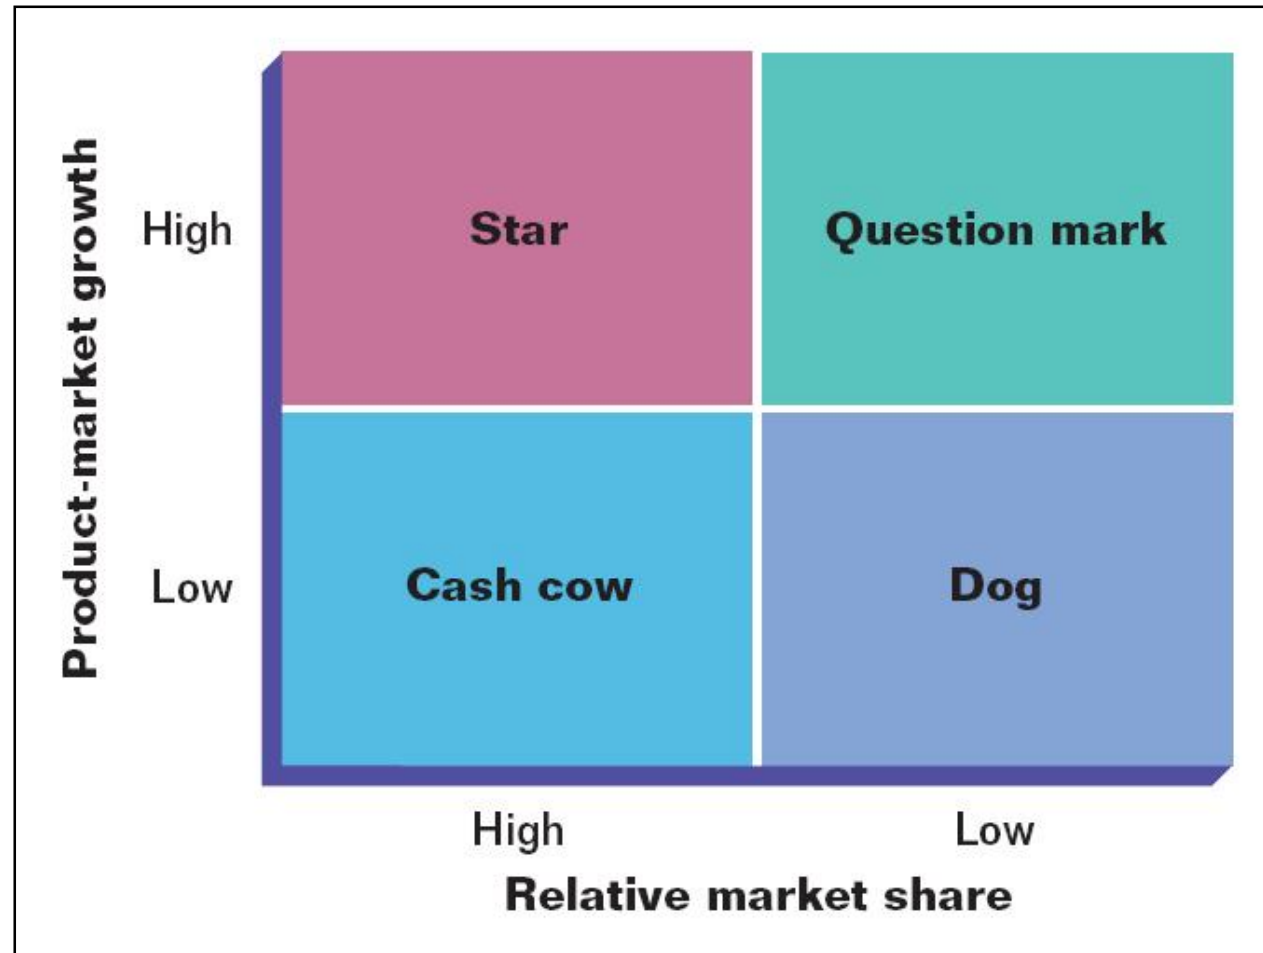 Product-market growth
High
Star
Question mark
Low
Cash cow
Dog
High
Low
Relative market share